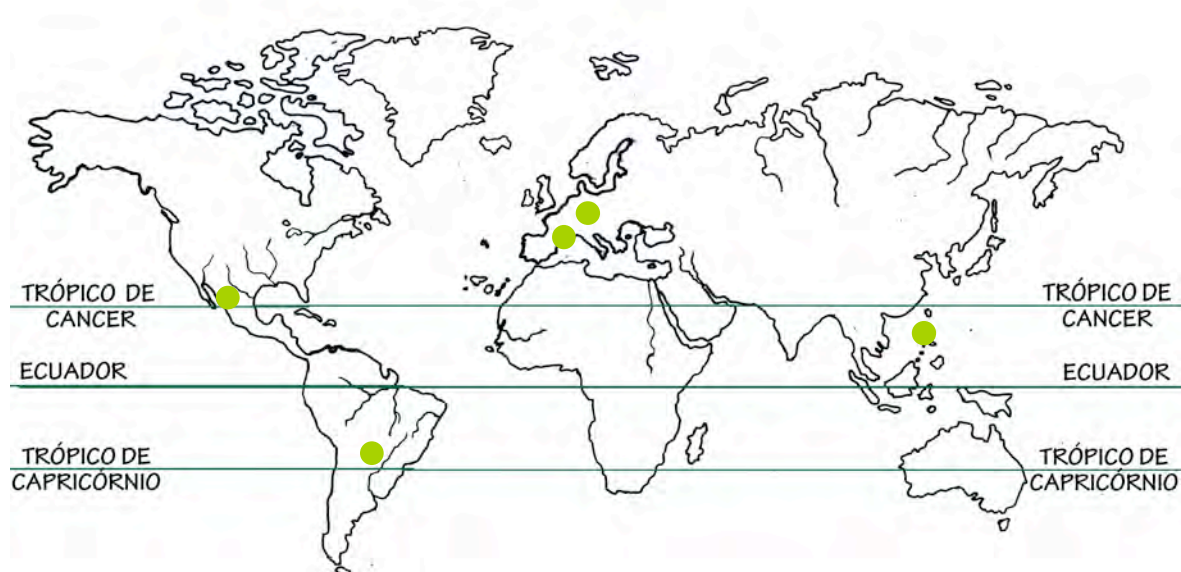 TRÓPICO DE
CANCER
TRÓPICO DE
CANCER
ECUADOR
ECUADOR
TRÓPICO DE
CAPRICÓRNIO
TRÓPICO DE
CAPRICÓRNIO